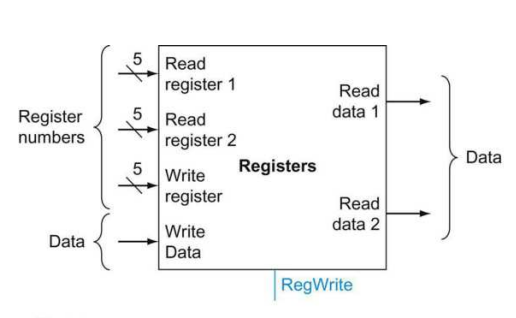 Register
numbers
Data
5
Read
register 1
5
Read
register 2
5
Write
register
Write
Data
Registers
Read
data 1
Read
data 2
Data
RegWrite